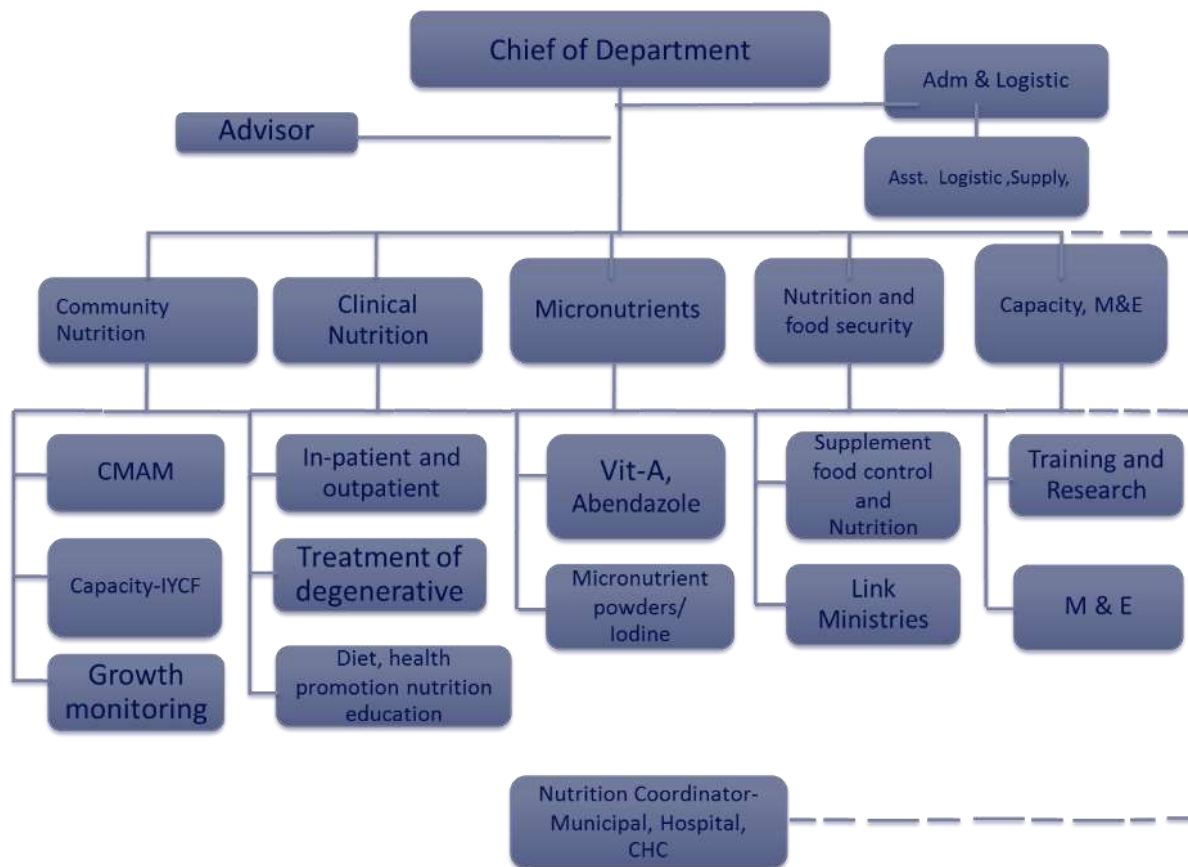 Chief of Department
Adm & Logistic
Advisor
Asst.  Logistic ,Supply,
Community
Nutrition
Clinical
Nutrition
Micronutrients
Nutrition and
food security
Capacity, M&E
CMAM
In-patient and
outpatient
Vit-A,
Abendazole
Supplement
food control
and
Nutrition
Training and
Research
Capacity-IYCF
Treatment of
degenerative
Micronutrient
powders/
Iodine
Link
Ministries
M & E
Growth
monitoring
Diet, health
promotion nutrition
education
Nutrition Coordinator-
Municipal, Hospital,
CHC